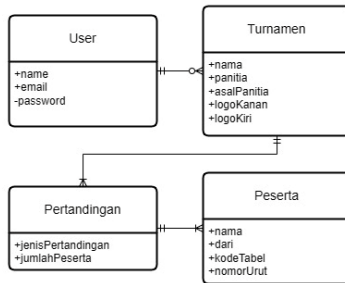 User
+name
+email
-password
Turnamen
+nama
+panitia
+asalPanitia
+logoKanan
+logoKiri
Pertandingan
+jenisPertandingan
+jumlahPeserta
Peserta
+nama
+dari
+kodeTabel
+nomorUrut